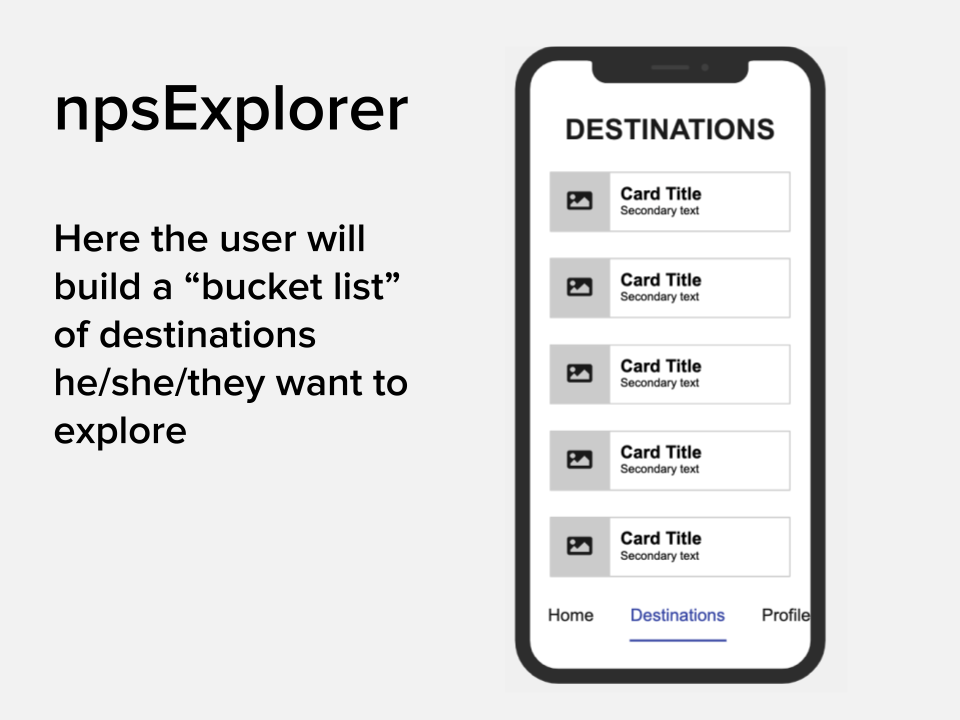 npsExplorer
Here the user will
build a “bucket list”
of destinations
he/she/they want to
explore
DESTINATIONS
Card Title
Secondary text
Card Title
Secondary text
Card Title
Secondary text
Card Title
Secondary text
Card Title
Secondary text
Home Destinations Profile